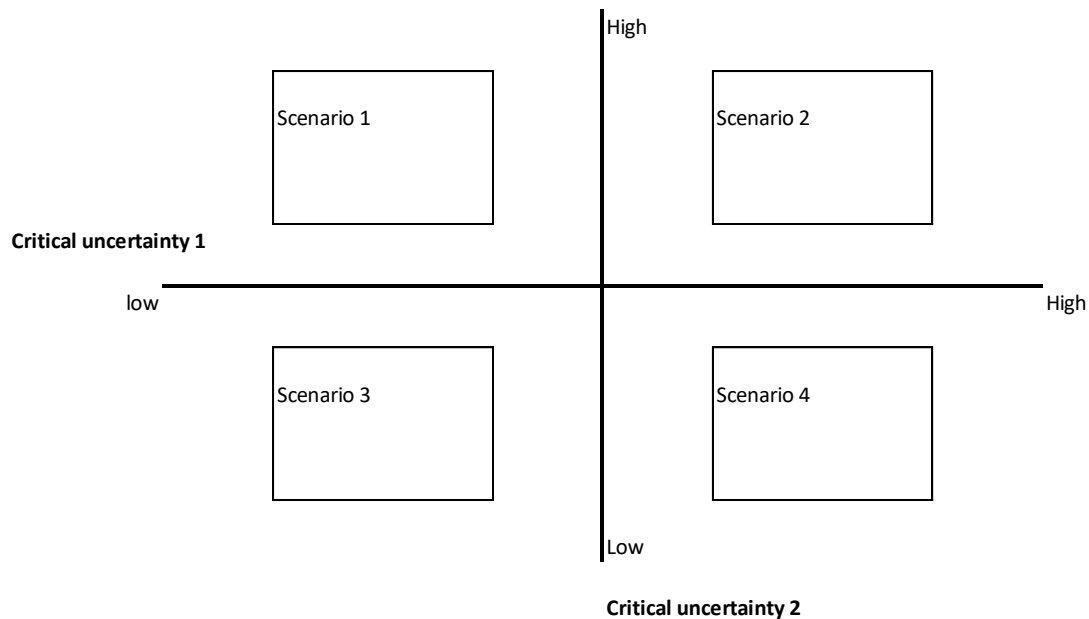 High
Scenario 1
Scenario 2
Critical uncertainty 1
low
High
Scenario 3
Scenario 4
Low
Critical uncertainty 2